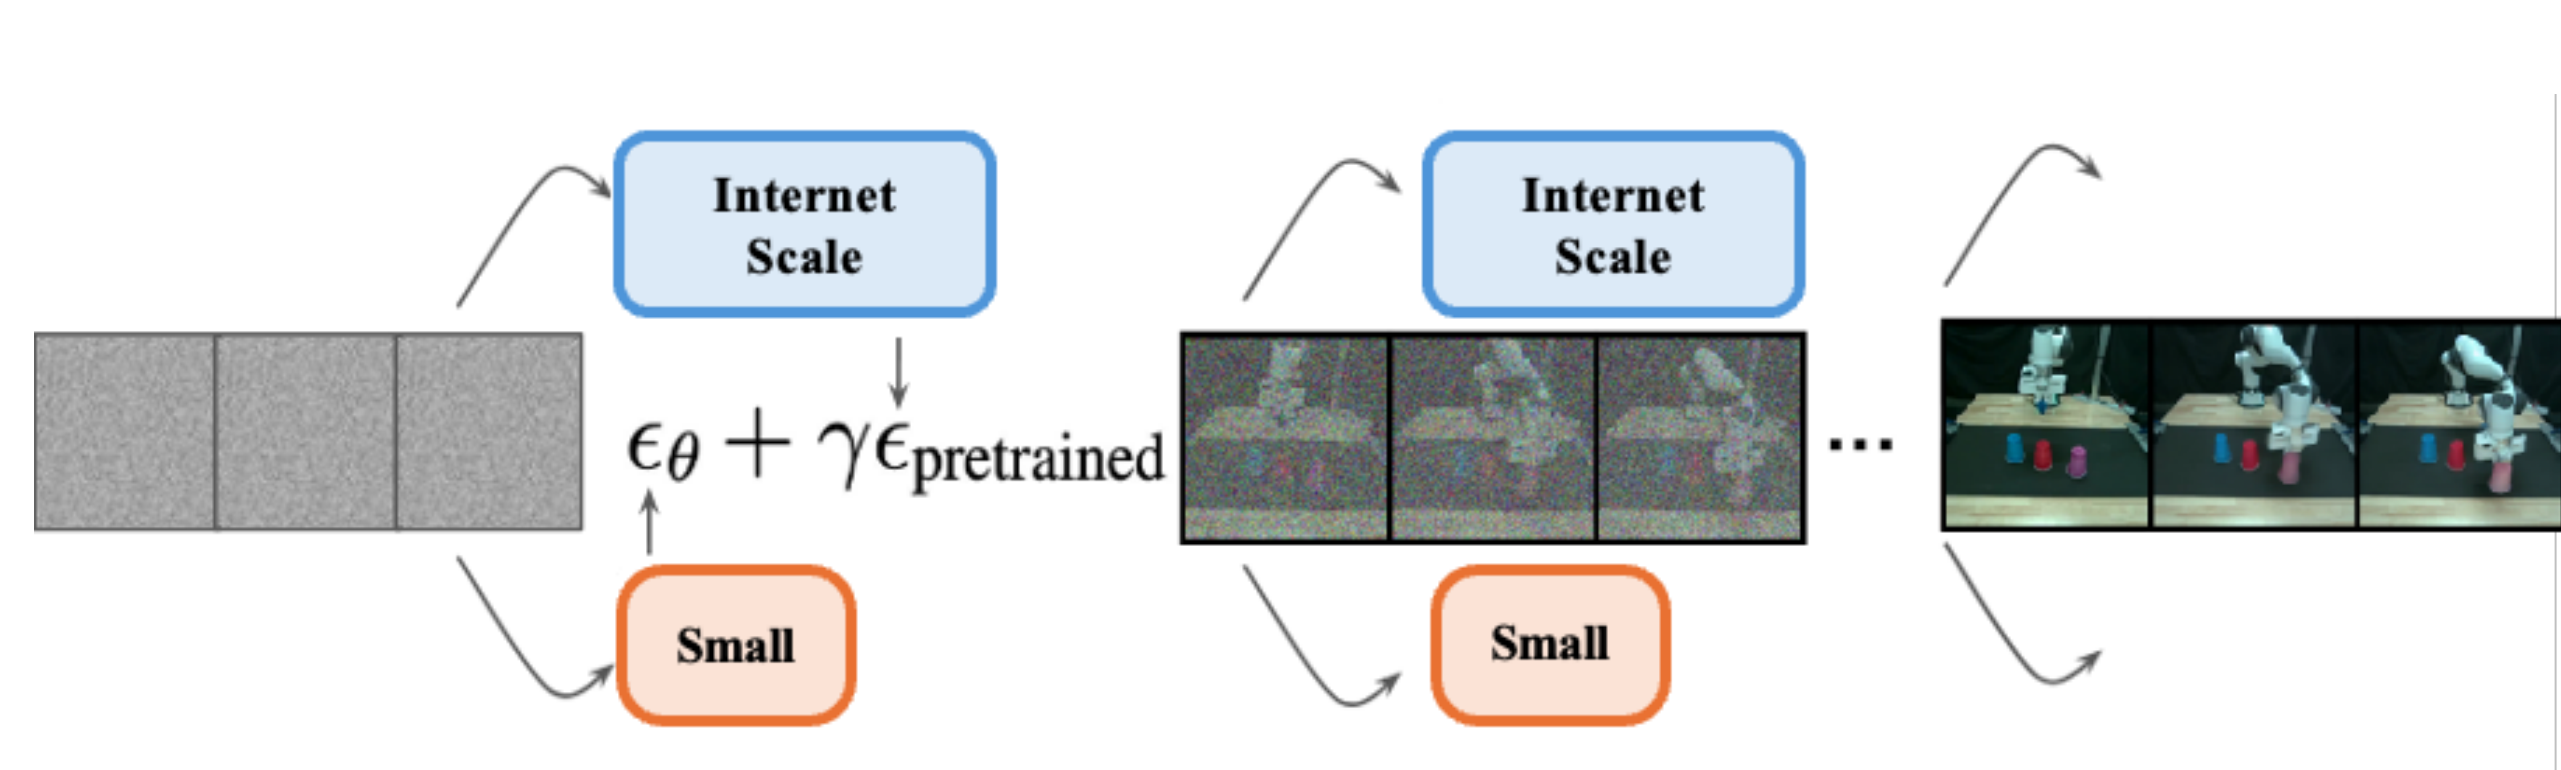 Internet
Scale
Internet
Scale
ϵθ + γϵpretrained
...
Small
Small